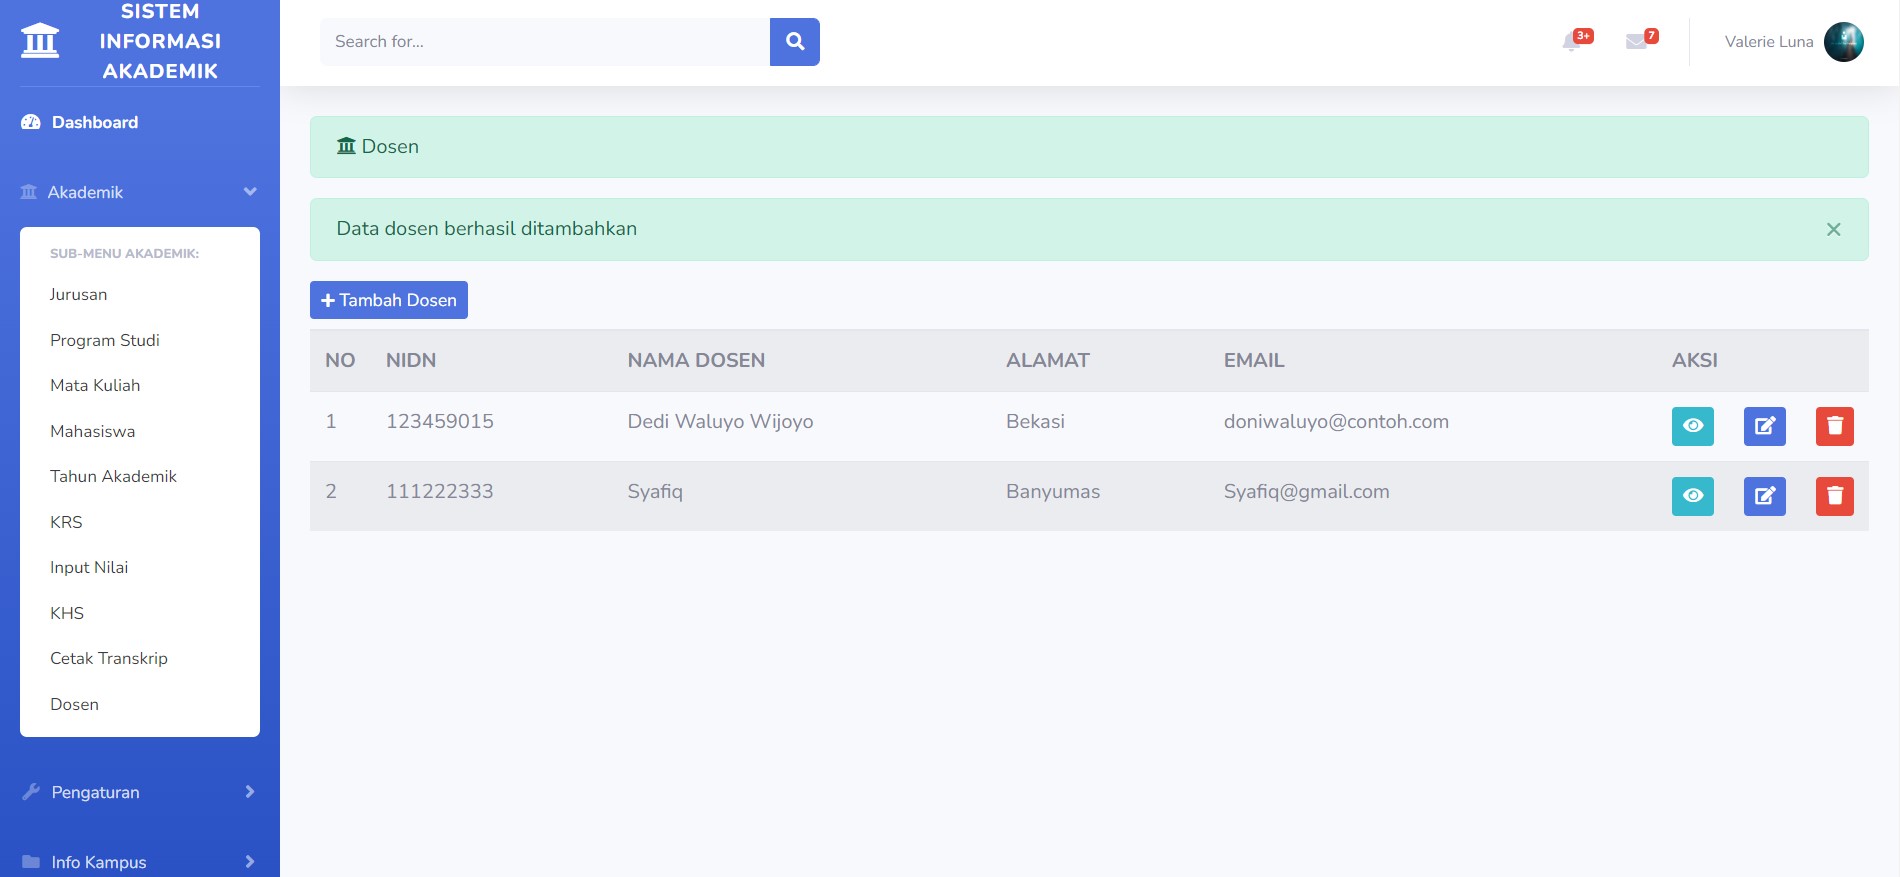 SISTEM
INFORMASI
AKADEMIK
Search for...
3+
7
Valerie Luna
Dashboard
Akademik
SUB-MENU AKADEMIK:
Jurusan
Program Studi
Mata Kuliah
Mahasiswa
Tahun Akademik
KRS
Input Nilai
KHS
Cetak Transkrip
Dosen
Pengaturan
Info Kampus
Dosen
Data dosen berhasil ditambahkan ×
+ Tambah Dosen
NO NIDN NAMA DOSEN ALAMAT EMAIL AKSI
1 123459015 Dedi Waluyo Wijoyo Bekasi doniwaluyo@contoh.com
2 111222333 Syafiq Banyumas Syafiq@gmail.com